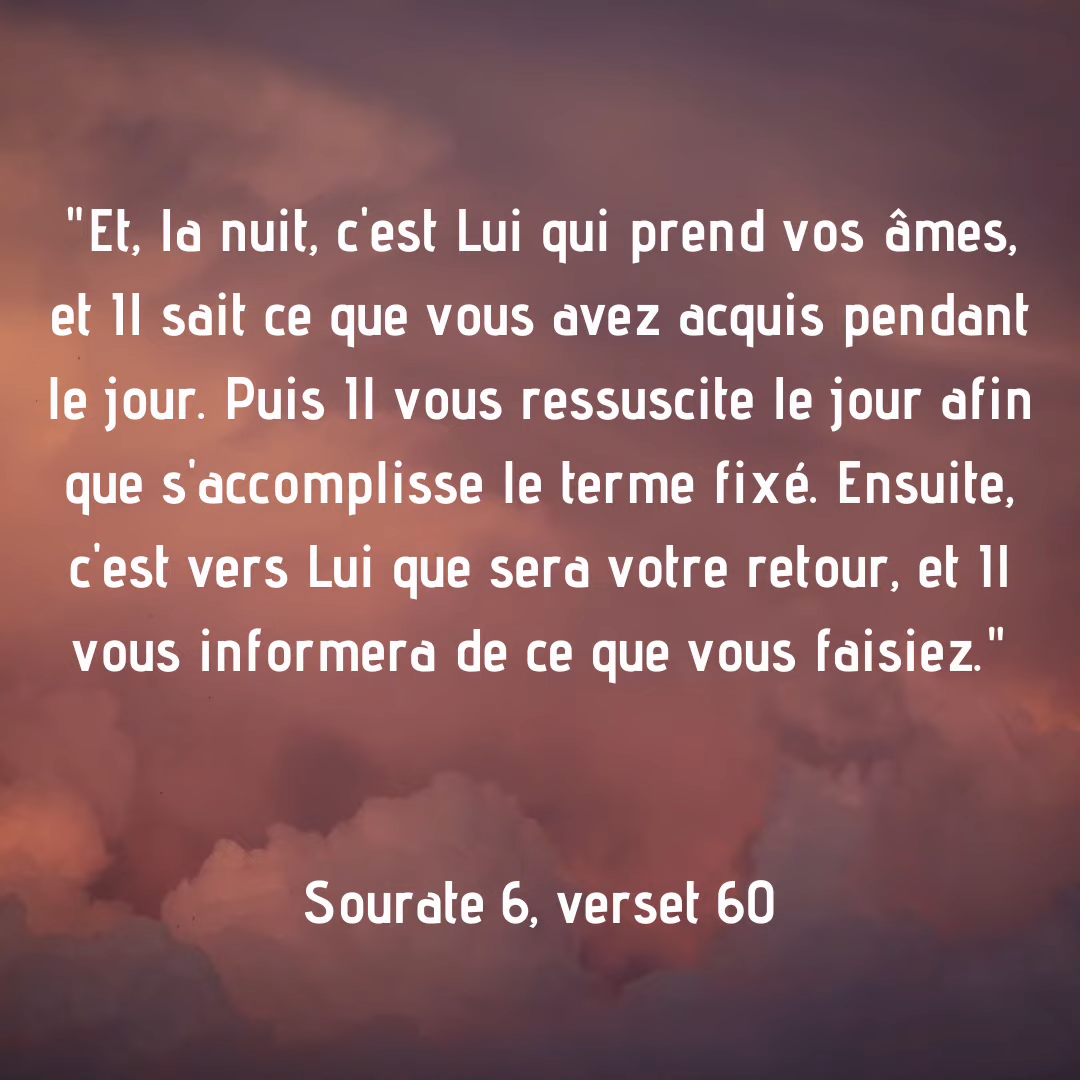 "Et, la nuit, c'est Lui qui prend vos âmes,
et Il sait ce que vous avez acquis pendant
le jour. Puis Il vous ressuscite le jour afin
que s'accomplisse le terme fixé. Ensuite,
c'est vers Lui que sera votre retour, et Il
vous informera de ce que vous faisiez."
Sourate 6, verset 60